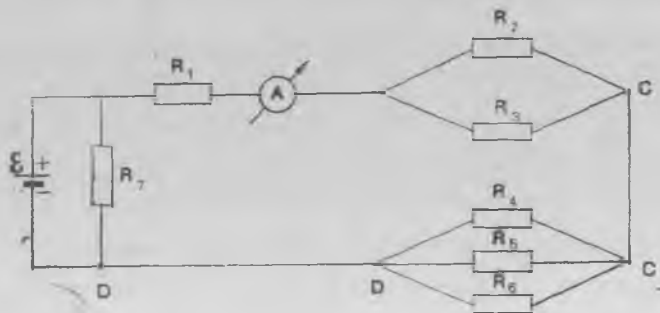 R₂
R₁
A
C
R₃
ε
+
R₇
−
R₄
R₅
C
r
D
D
R₆